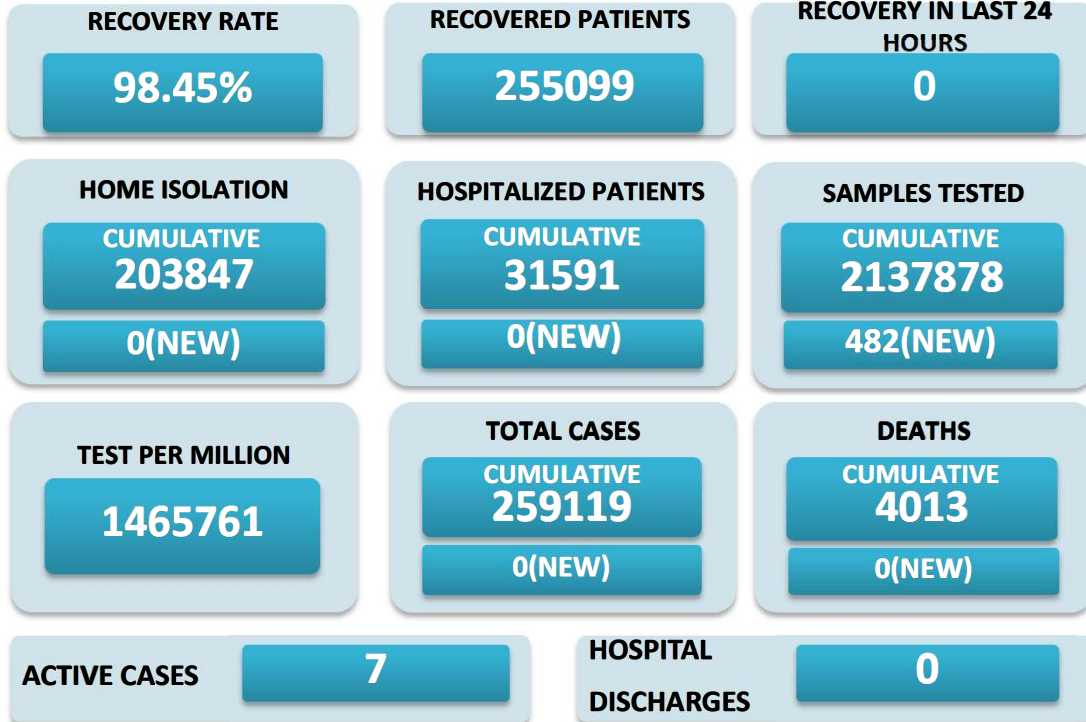 RECOVERY RATE
98.45%
RECOVERED PATIENTS
255099
RECOVERY IN LAST 24
HOURS
0
HOME ISOLATION
CUMULATIVE
203847
0(NEW)
HOSPITALIZED PATIENTS
CUMULATIVE
31591
0(NEW)
SAMPLES TESTED
CUMULATIVE
2137878
482(NEW)
TEST PER MILLION
1465761
TOTAL CASES
CUMULATIVE
259119
0(NEW)
DEATHS
CUMULATIVE
4013
0(NEW)
ACTIVE CASES
7
HOSPITAL
DISCHARGES
0